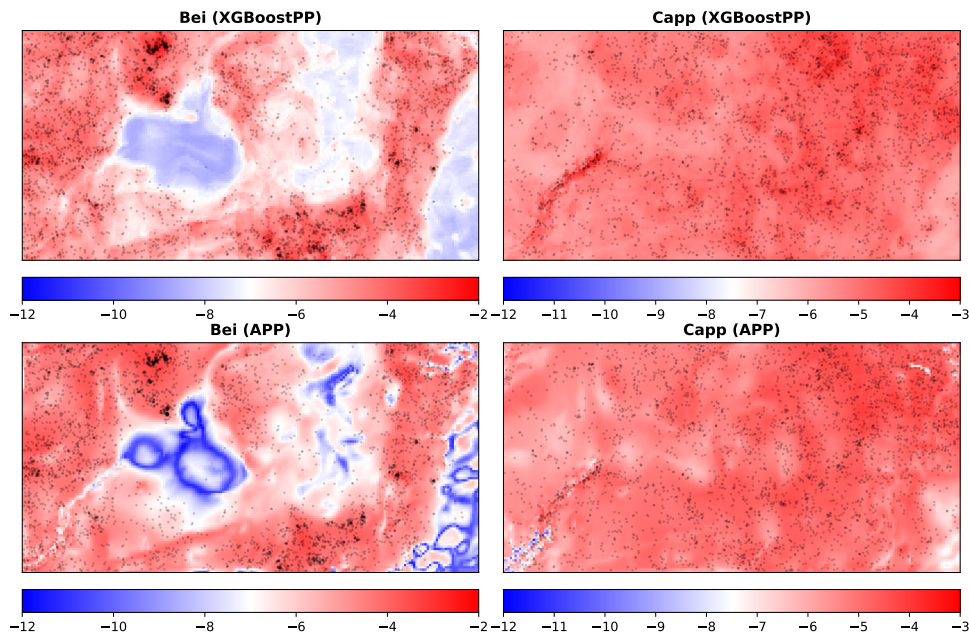 Bei (XGBoostPP)
Capp (XGBoostPP)
−12 −10 −8 −6 −4 −2
−12 −11 −10 −9 −8 −7 −6 −5 −4 −3
Bei (APP)
Capp (APP)
−12 −10 −8 −6 −4 −2
−12 −11 −10 −9 −8 −7 −6 −5 −4 −3